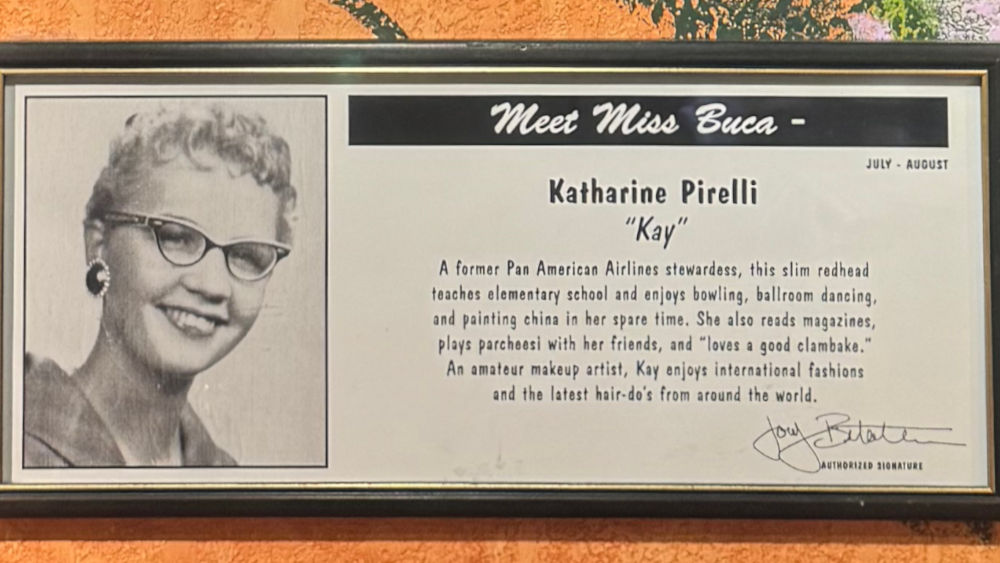 Meet Miss Buca -
JULY - AUGUST
Katharine Pirelli
"Kay"
A former Pan American Airlines stewardess, this slim redhead
teaches elementary school and enjoys bowling, ballroom dancing,
and painting china in her spare time. She also reads magazines,
plays parcheesi with her friends, and "loves a good clambake."
An amateur makeup artist, Kay enjoys international fashions
and the latest hair-do's from around the world.
AUTHORIZED SIGNATURE